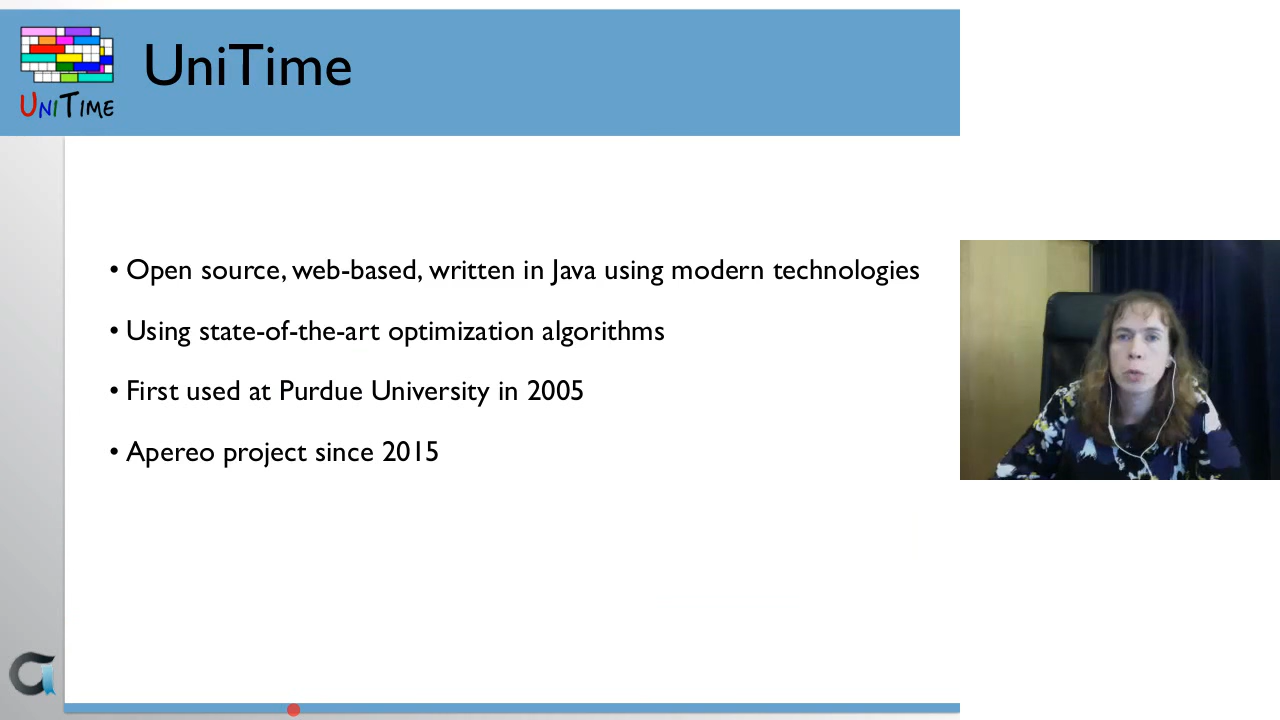 UniTime
UNITIME
• Open source, web-based, written in Java using modern technologies
• Using state-of-the-art optimization algorithms
• First used at Purdue University in 2005
• Apereo project since 2015